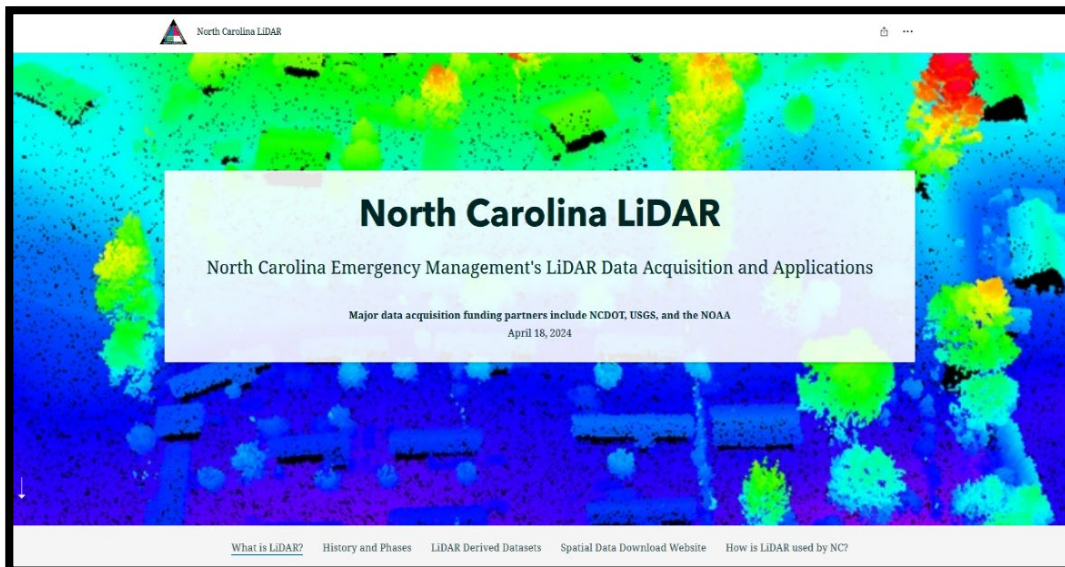 North Carolina LiDAR
North Carolina LiDAR
North Carolina Emergency Management's LiDAR Data Acquisition and Applications
Major data acquisition funding partners include NCDOT, USGS, and the NOAA
April 18, 2024
What is LiDAR? History and Phases LiDAR Derived Datasets Spatial Data Download Website How is LiDAR used by NC?